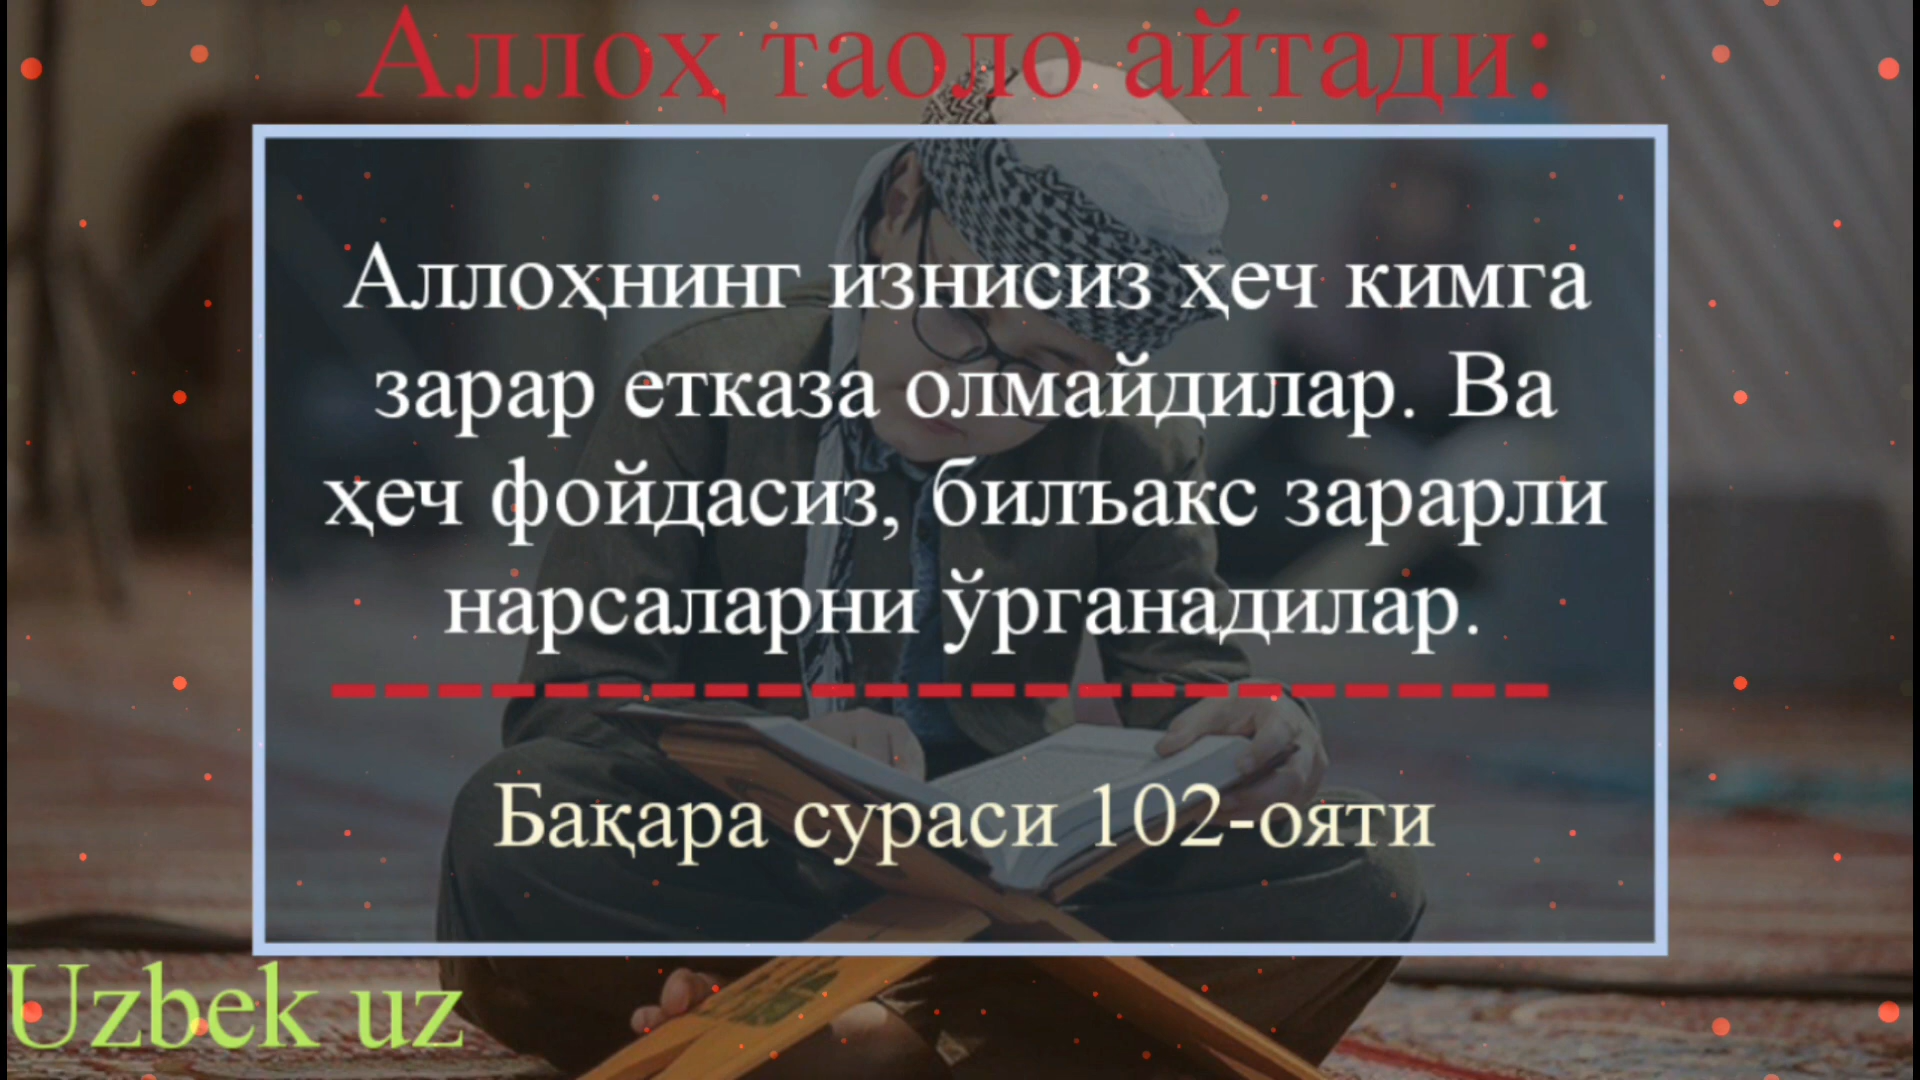 Аллоҳ таоло айтади:
Аллоҳнинг изнисиз ҳеч кимга
зарар етказа олмайдилар. Ва
ҳеч фойдасиз, билъакс зарарли
нарсаларни ўрганадилар.
Бақара сураси 102-ояти
Uzbek uz